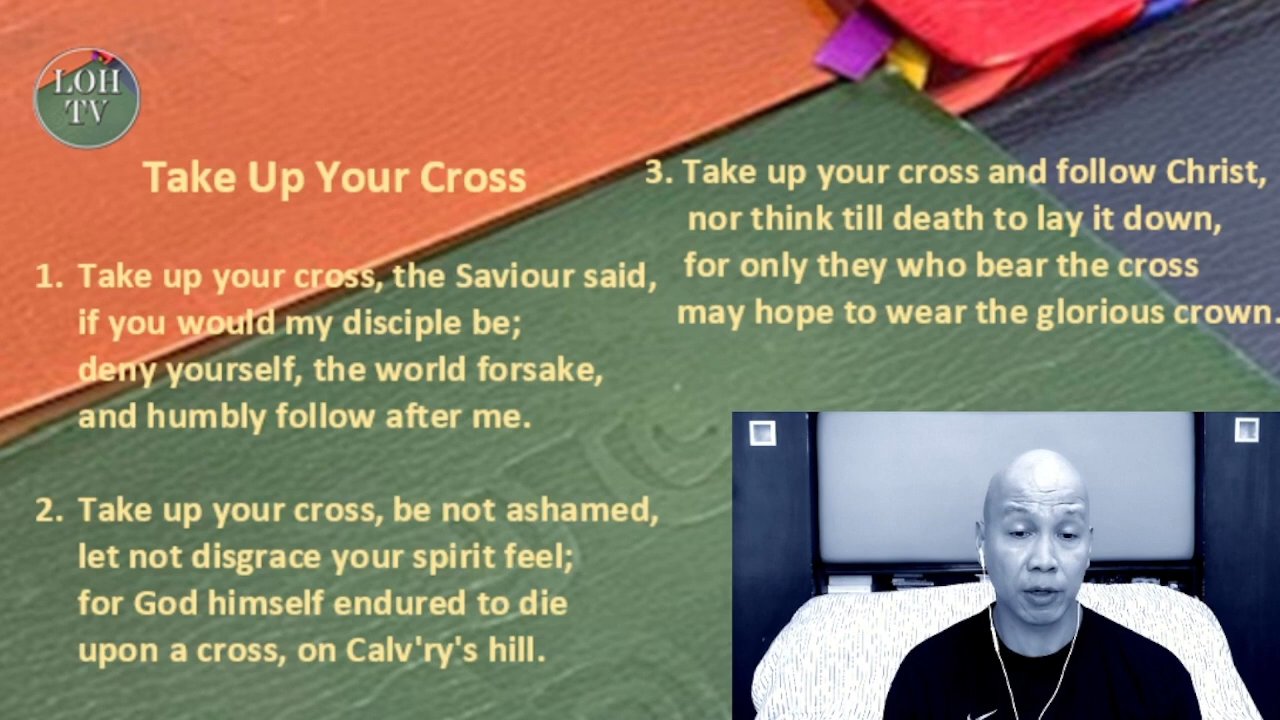 LOH
TV
Take Up Your Cross
1. Take up your cross, the Saviour said,
if you would my disciple be;
deny yourself, the world forsake,
and humbly follow after me.
2. Take up your cross, be not ashamed,
let not disgrace your spirit feel;
for God himself endured to die
upon a cross, on Calv'ry's hill.
3. Take up your cross and follow Christ,
nor think till death to lay it down,
for only they who bear the cross
may hope to wear the glorious crown.